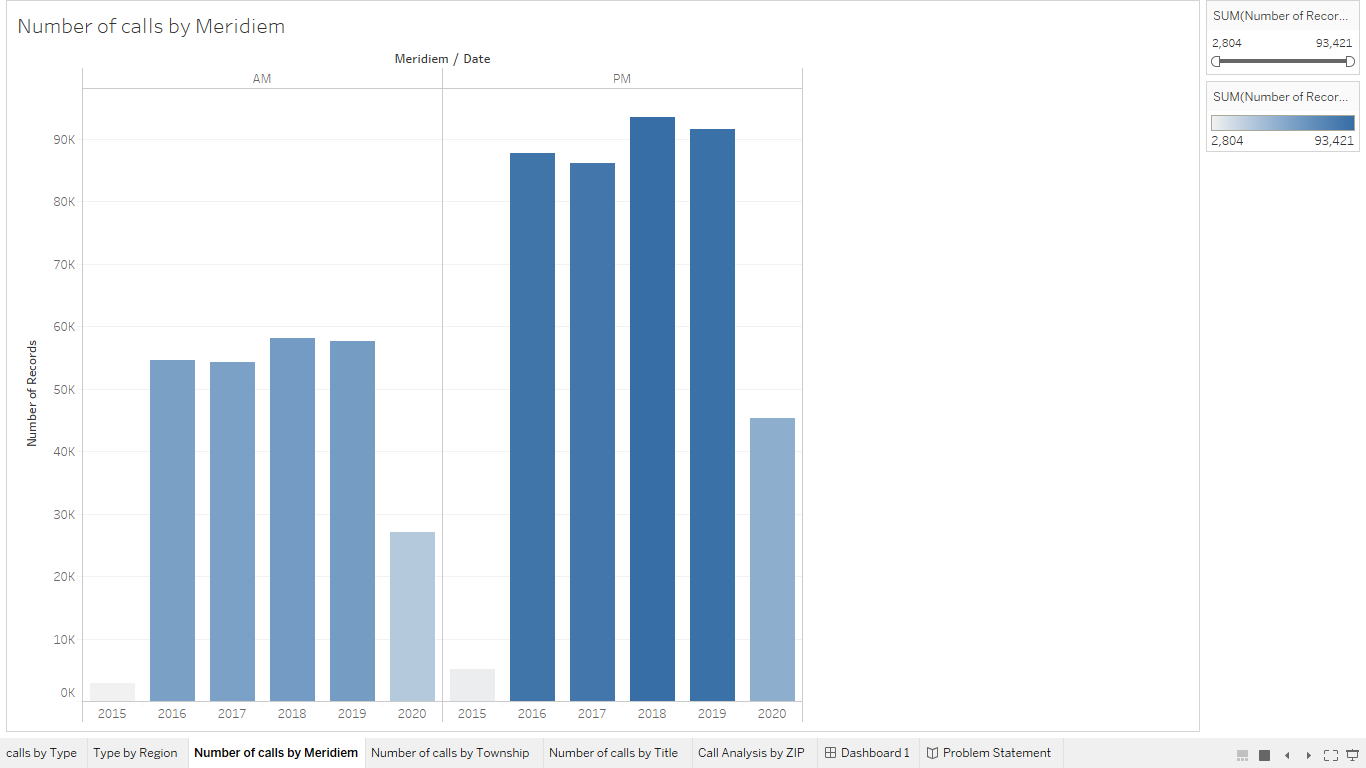 Number of calls by Meridiem
Meridiem / Date
AM
PM
Number of Records
90K
80K
70K
60K
50K
40K
30K
20K
10K
0K
2015 2016 2017 2018 2019 2020 2015 2016 2017 2018 2019 2020
SUM(Number of Recor...
2,804 93,421
SUM(Number of Recor...
2,804 93,421
calls by Type Type by Region Number of calls by Meridiem Number of calls by Township Number of calls by Title Call Analysis by ZIP Dashboard 1 Problem Statement